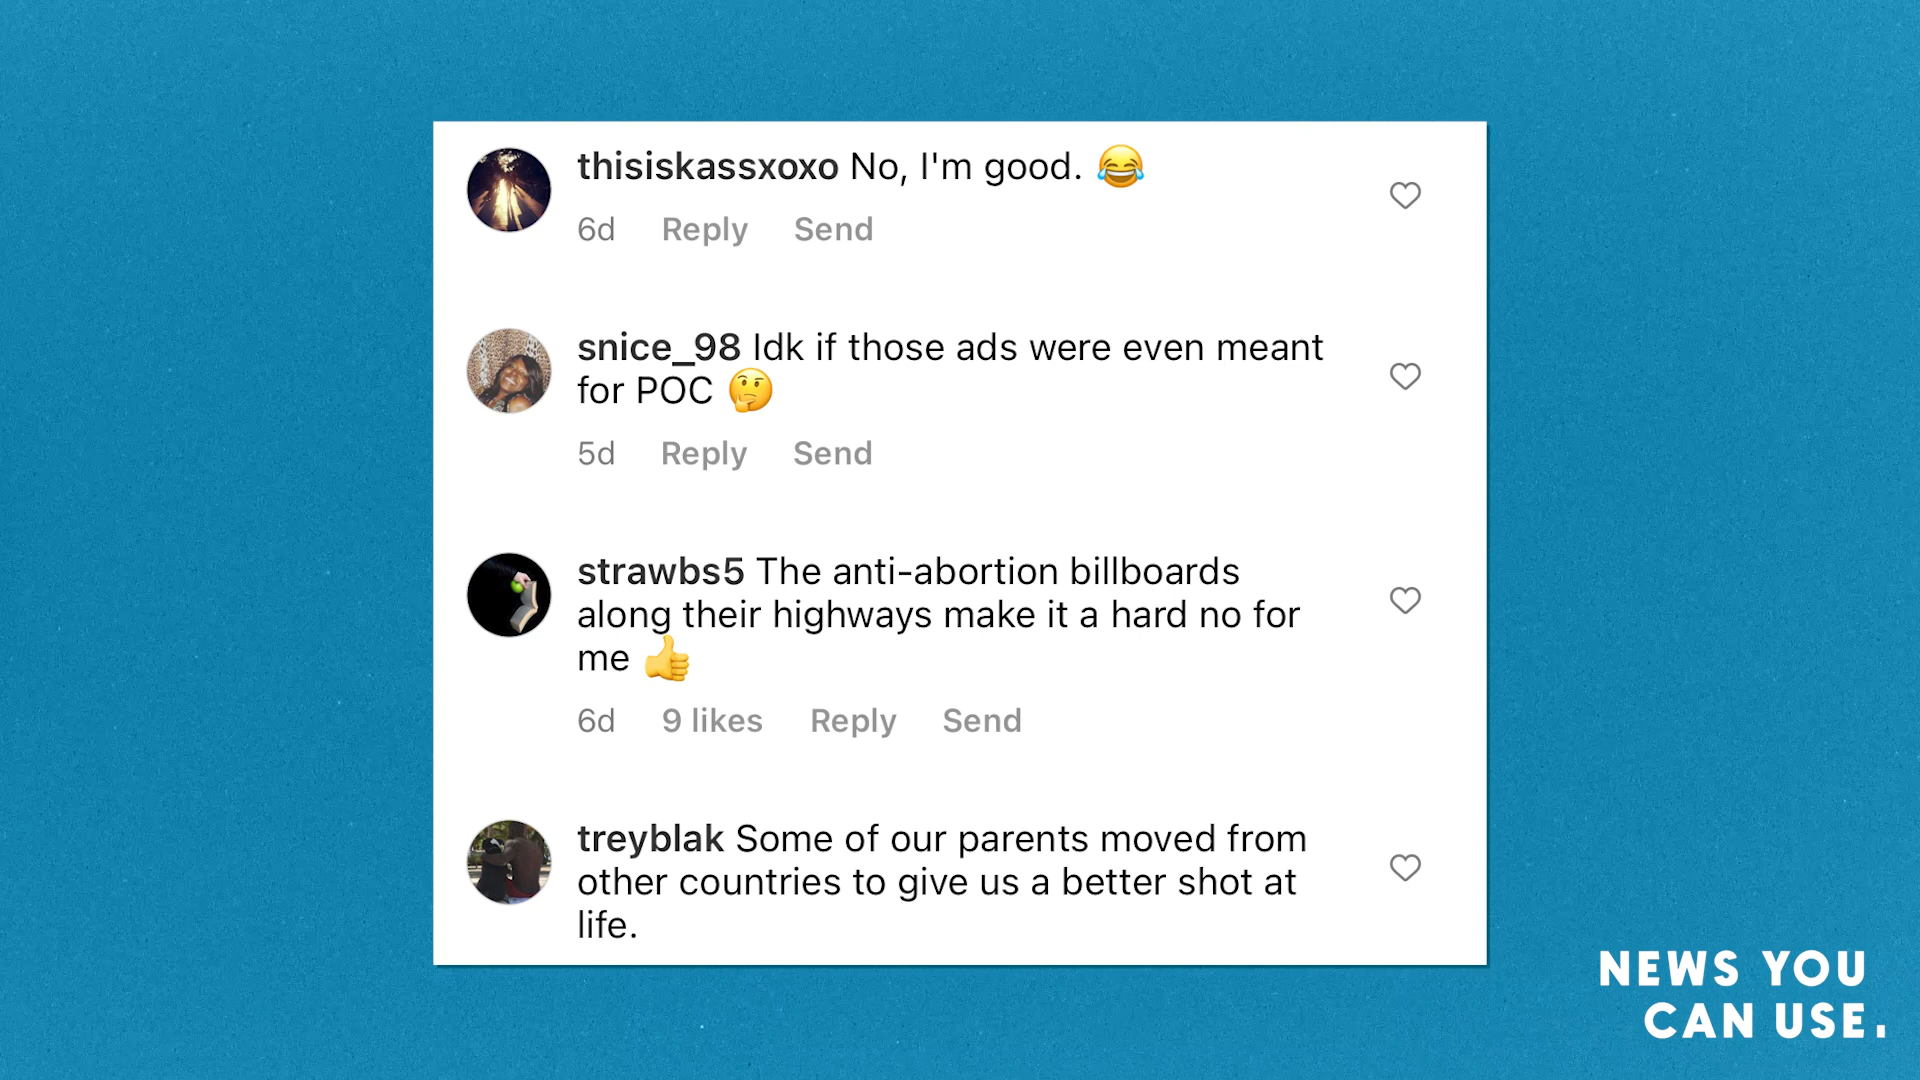 thisiskassxoxo No, I'm good. 😂
6d Reply Send
snice_98 Idk if those ads were even meant
for POC 🤔
5d Reply Send
strawbs5 The anti-abortion billboards
along their highways make it a hard no for
me 👍
6d 9 likes Reply Send
treyblak Some of our parents moved from
other countries to give us a better shot at
life.
NEWS YOU
CAN USE.